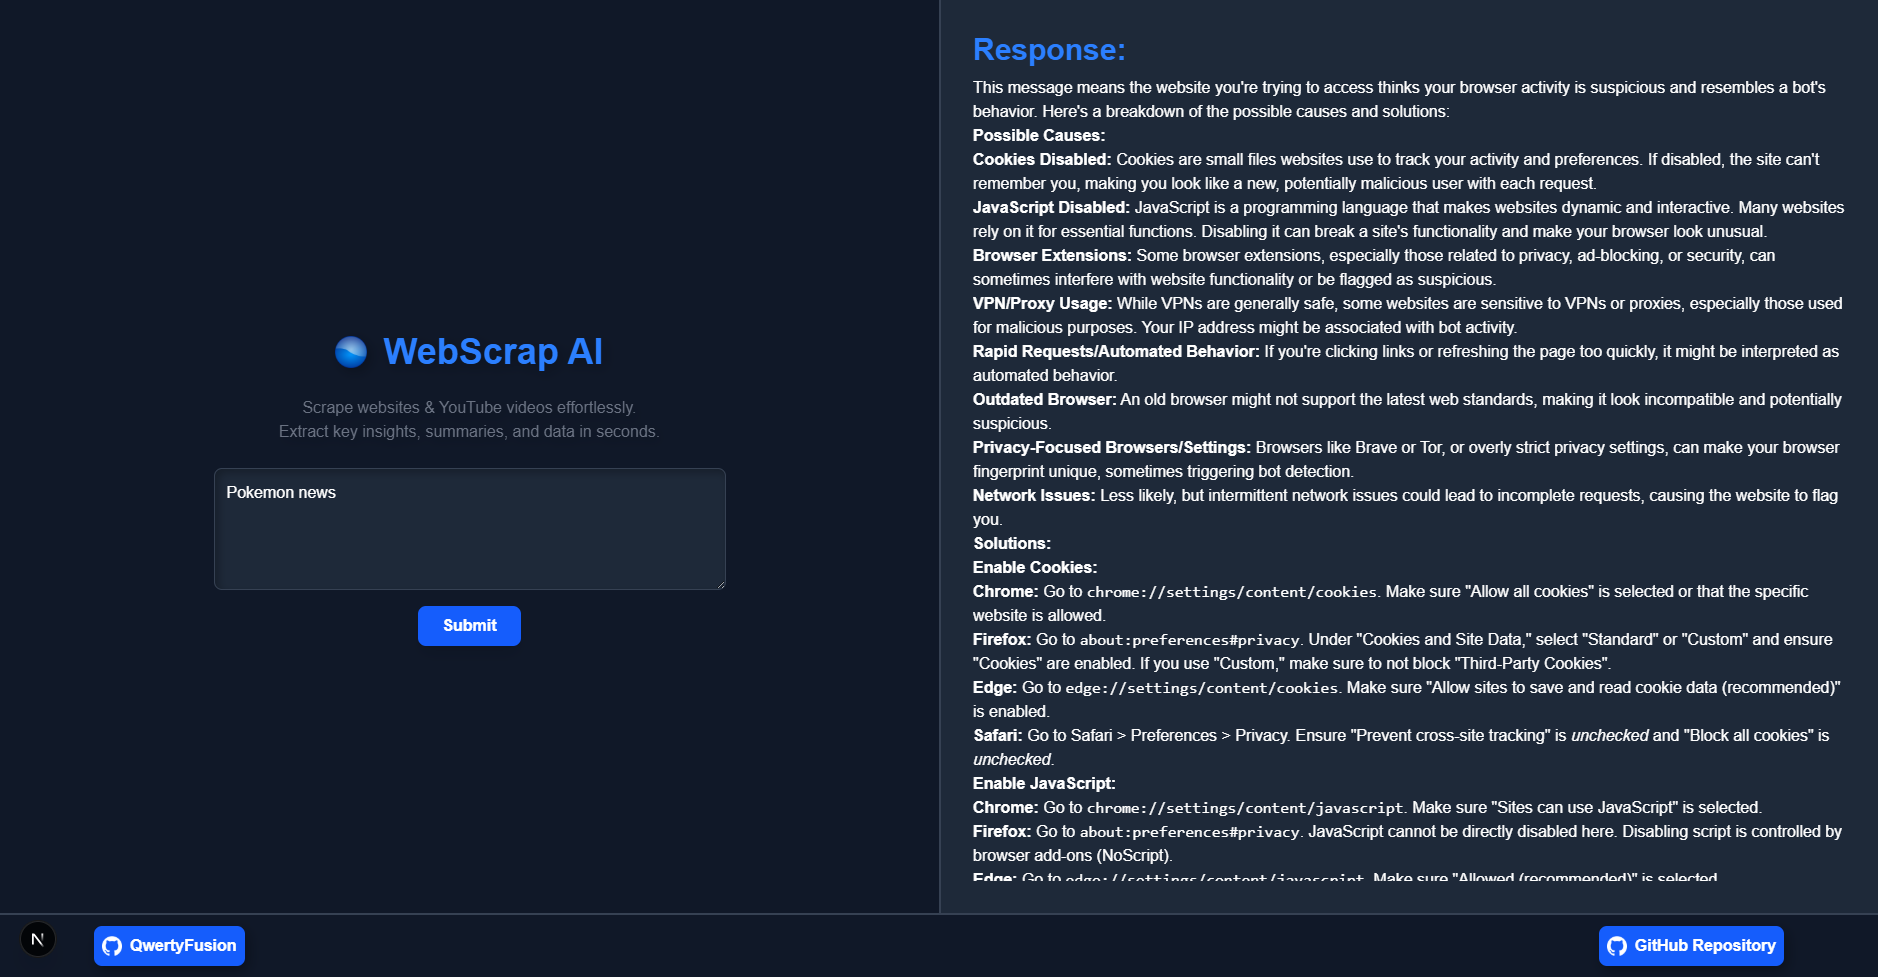 WebScrap AI
Scrape websites & YouTube videos effortlessly.
Extract key insights, summaries, and data in seconds.
Pokemon news
Submit
Response:
This message means the website you're trying to access thinks your browser activity is suspicious and resembles a bot's
behavior. Here's a breakdown of the possible causes and solutions:
Possible Causes:
Cookies Disabled: Cookies are small files websites use to track your activity and preferences. If disabled, the site can't
remember you, making you look like a new, potentially malicious user with each request.
JavaScript Disabled: JavaScript is a programming language that makes websites dynamic and interactive. Many websites
rely on it for essential functions. Disabling it can break a site's functionality and make your browser look unusual.
Browser Extensions: Some browser extensions, especially those related to privacy, ad-blocking, or security, can
sometimes interfere with website functionality or be flagged as suspicious.
VPN/Proxy Usage: While VPNs are generally safe, some websites are sensitive to VPNs or proxies, especially those used
for malicious purposes. Your IP address might be associated with bot activity.
Rapid Requests/Automated Behavior: If you're clicking links or refreshing the page too quickly, it might be interpreted as
automated behavior.
Outdated Browser: An old browser might not support the latest web standards, making it look incompatible and potentially
suspicious.
Privacy-Focused Browsers/Settings: Browsers like Brave or Tor, or overly strict privacy settings, can make your browser
fingerprint unique, sometimes triggering bot detection.
Network Issues: Less likely, but intermittent network issues could lead to incomplete requests, causing the website to flag
you.
Solutions:
Enable Cookies:
Chrome: Go to chrome://settings/content/cookies. Make sure "Allow all cookies" is selected or that the specific
website is allowed.
Firefox: Go to about:preferences#privacy. Under "Cookies and Site Data," select "Standard" or "Custom" and ensure
"Cookies" are enabled. If you use "Custom," make sure to not block "Third-Party Cookies".
Edge: Go to edge://settings/content/cookies. Make sure "Allow sites to save and read cookie data (recommended)"
is enabled.
Safari: Go to Safari > Preferences > Privacy. Ensure "Prevent cross-site tracking" is unchecked and "Block all cookies" is
unchecked.
Enable JavaScript:
Chrome: Go to chrome://settings/content/javascript. Make sure "Sites can use JavaScript" is selected.
Firefox: Go to about:preferences#privacy. JavaScript cannot be directly disabled here. Disabling script is controlled by
browser add-ons (NoScript).
Edge: Go to edge://settings/content/javascript. Make sure "Allowed (recommended)" is selected
N
QwertyFusion
GitHub Repository